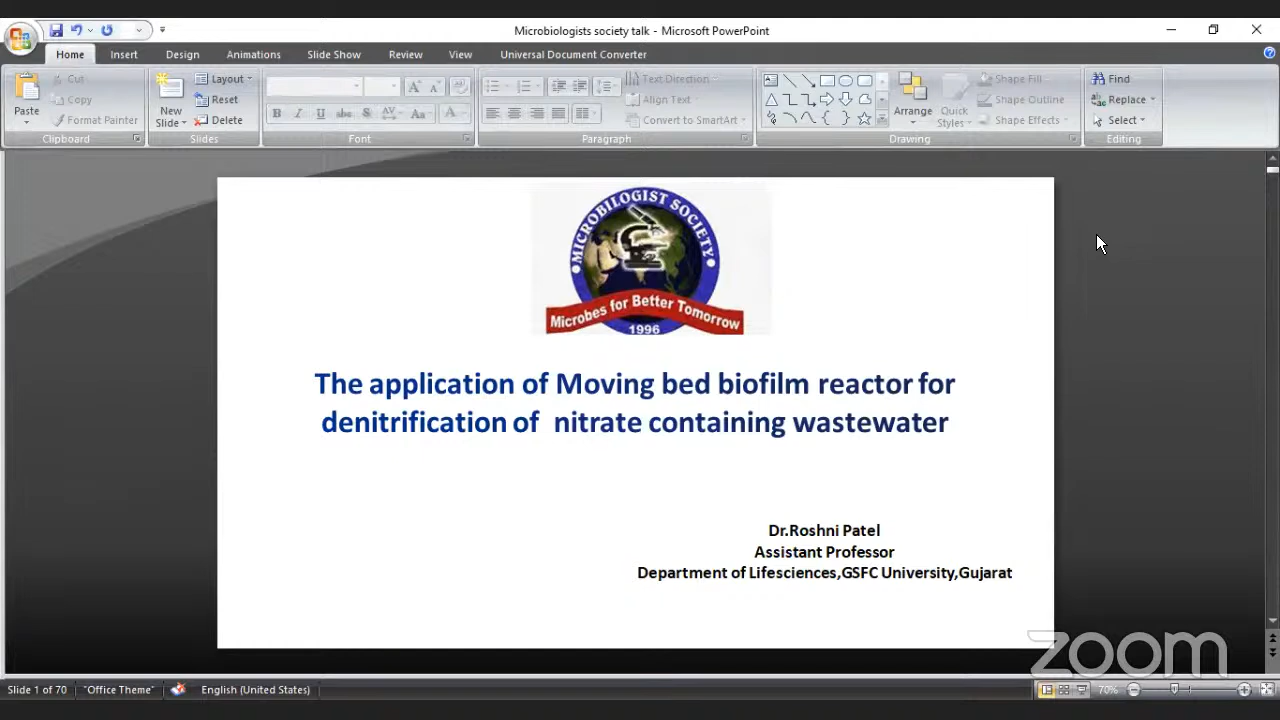 Microbiologists society talk - Microsoft PowerPoint
Home Insert Design Animations Slide Show Review View Universal Document Converter
Paste
Cut
Copy
Format Painter
Clipboard
New
Slide
Layout
Reset
Delete
Slides
B I U abc S AV Aa A
Font
Text Direction
Align Text
Convert to SmartArt
Paragraph
Arrange
Quick
Styles
Shape Fill
Shape Outline
Shape Effects
Drawing
Find
Replace
Select
Editing
MICROBILOGIST SOCIETY
Microbes for Better Tomorrow
1996
The application of Moving bed biofilm reactor for
denitrification of nitrate containing wastewater
Dr.Roshni Patel
Assistant Professor
Department of Lifesciences,GSFC University,Gujarat
zoom
Slide 1 of 70 "Office Theme" English (United States) 70%